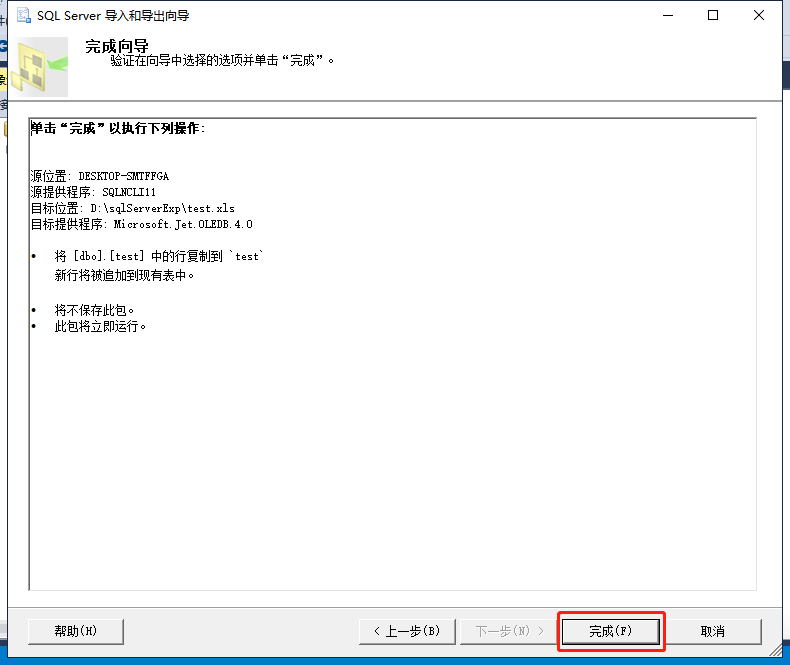 SQL Server 导入和导出向导
完成向导
验证在向导中选择的选项并单击“完成”。
单击“完成”以执行下列操作:
源位置: DESKTOP-SMTFFGA
源提供程序: SQLNCLI11
目标位置: D:\sqlServerExp\test.xls
目标提供程序: Microsoft.Jet.OLEDB.4.0
• 将 [dbo].[test] 中的行复制到 `test`
新行将被追加到现有表中。
• 将不保存此包。
• 此包将立即运行。
帮助(H)
< 上一步(B)
下一步(N) >
完成(F)
取消